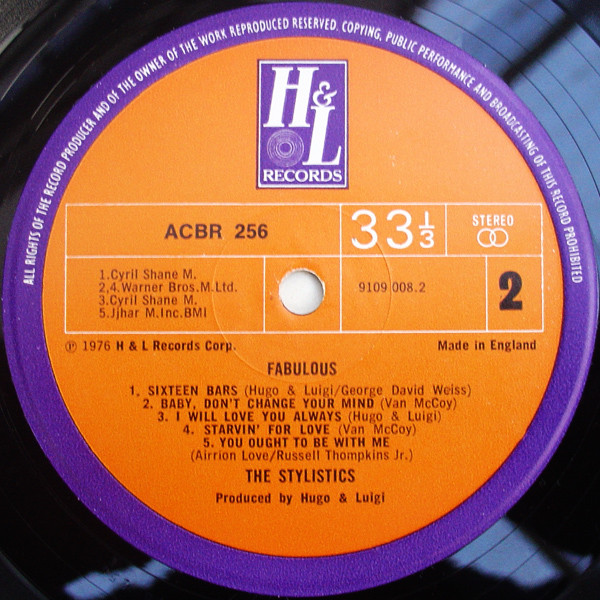 ALL RIGHTS OF THE RECORD PRODUCER AND OF THE OWNER OF THE WORK REPRODUCED RESERVED. COPYING, PUBLIC PERFORMANCE AND BROADCASTING OF THIS RECORD PROHIBITED
H&L
RECORDS
ACBR 256
33 1/3
STEREO
1.Cyril Shane M.
2,4.Warner Bros.M.Ltd.
3.Cyril Shane M.
5.Jjhar M.Inc.BMI
9109 008.2
2
℗ 1976 H & L Records Corp.
Made in England
FABULOUS
1. SIXTEEN BARS (Hugo & Luigi/George David Weiss)
2. BABY, DON'T CHANGE YOUR MIND (Van McCoy)
3. I WILL LOVE YOU ALWAYS (Hugo & Luigi)
4. STARVIN' FOR LOVE (Van McCoy)
5. YOU OUGHT TO BE WITH ME
(Airrion Love/Russell Thompkins Jr.)
THE STYLISTICS
Produced by Hugo & Luigi